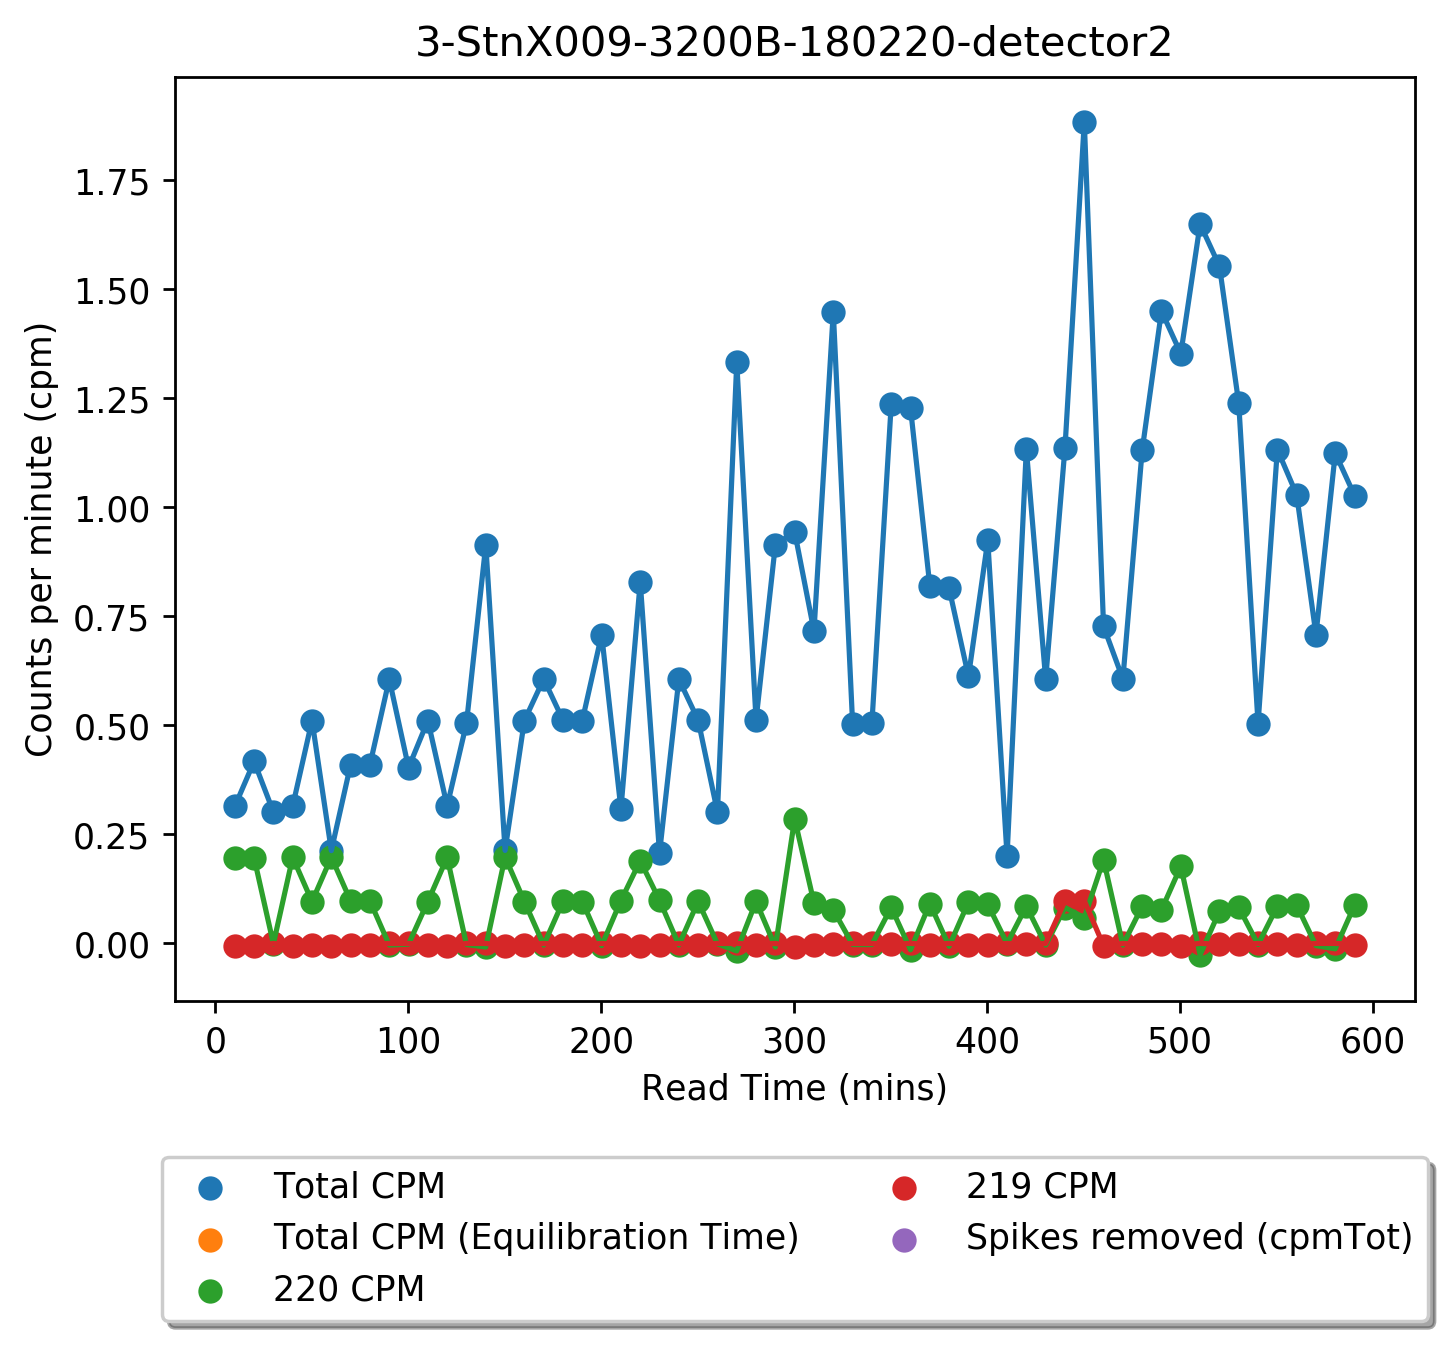 3-StnX009-3200B-180220-detector2
1.75
1.50
1.25
1.00
0.75
0.50
0.25
0.00
Counts per minute (cpm)
0 100 200 300 400 500 600
Read Time (mins)
Total CPM
Total CPM (Equilibration Time)
220 CPM
219 CPM
Spikes removed (cpmTot)